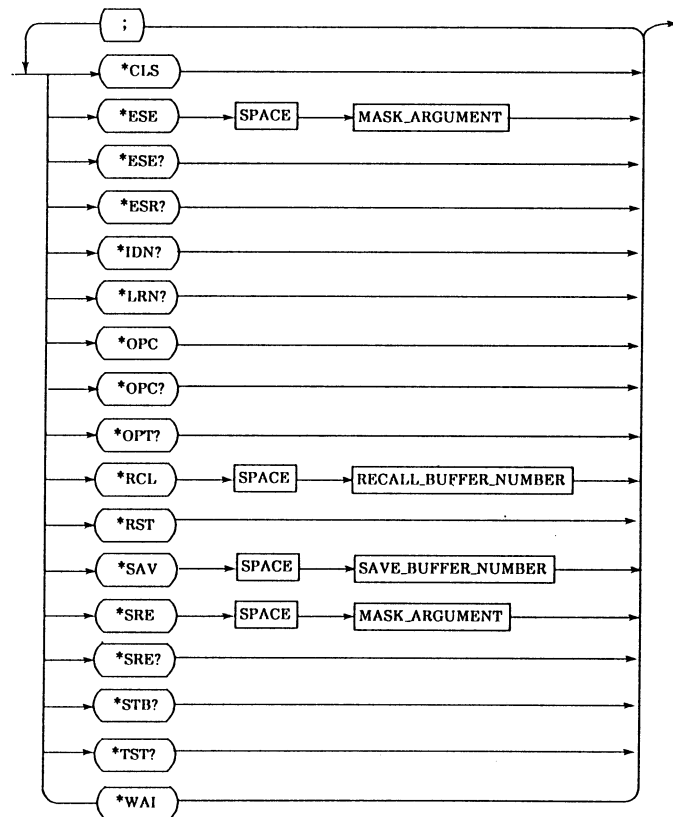 ;
*CLS
*ESE SPACE MASK_ARGUMENT
*ESE?
*ESR?
*IDN?
*LRN?
*OPC
*OPC?
*OPT?
*RCL SPACE RECALL_BUFFER_NUMBER
*RST
*SAV SPACE SAVE_BUFFER_NUMBER
*SRE SPACE MASK_ARGUMENT
*SRE?
*STB?
*TST?
*WAI